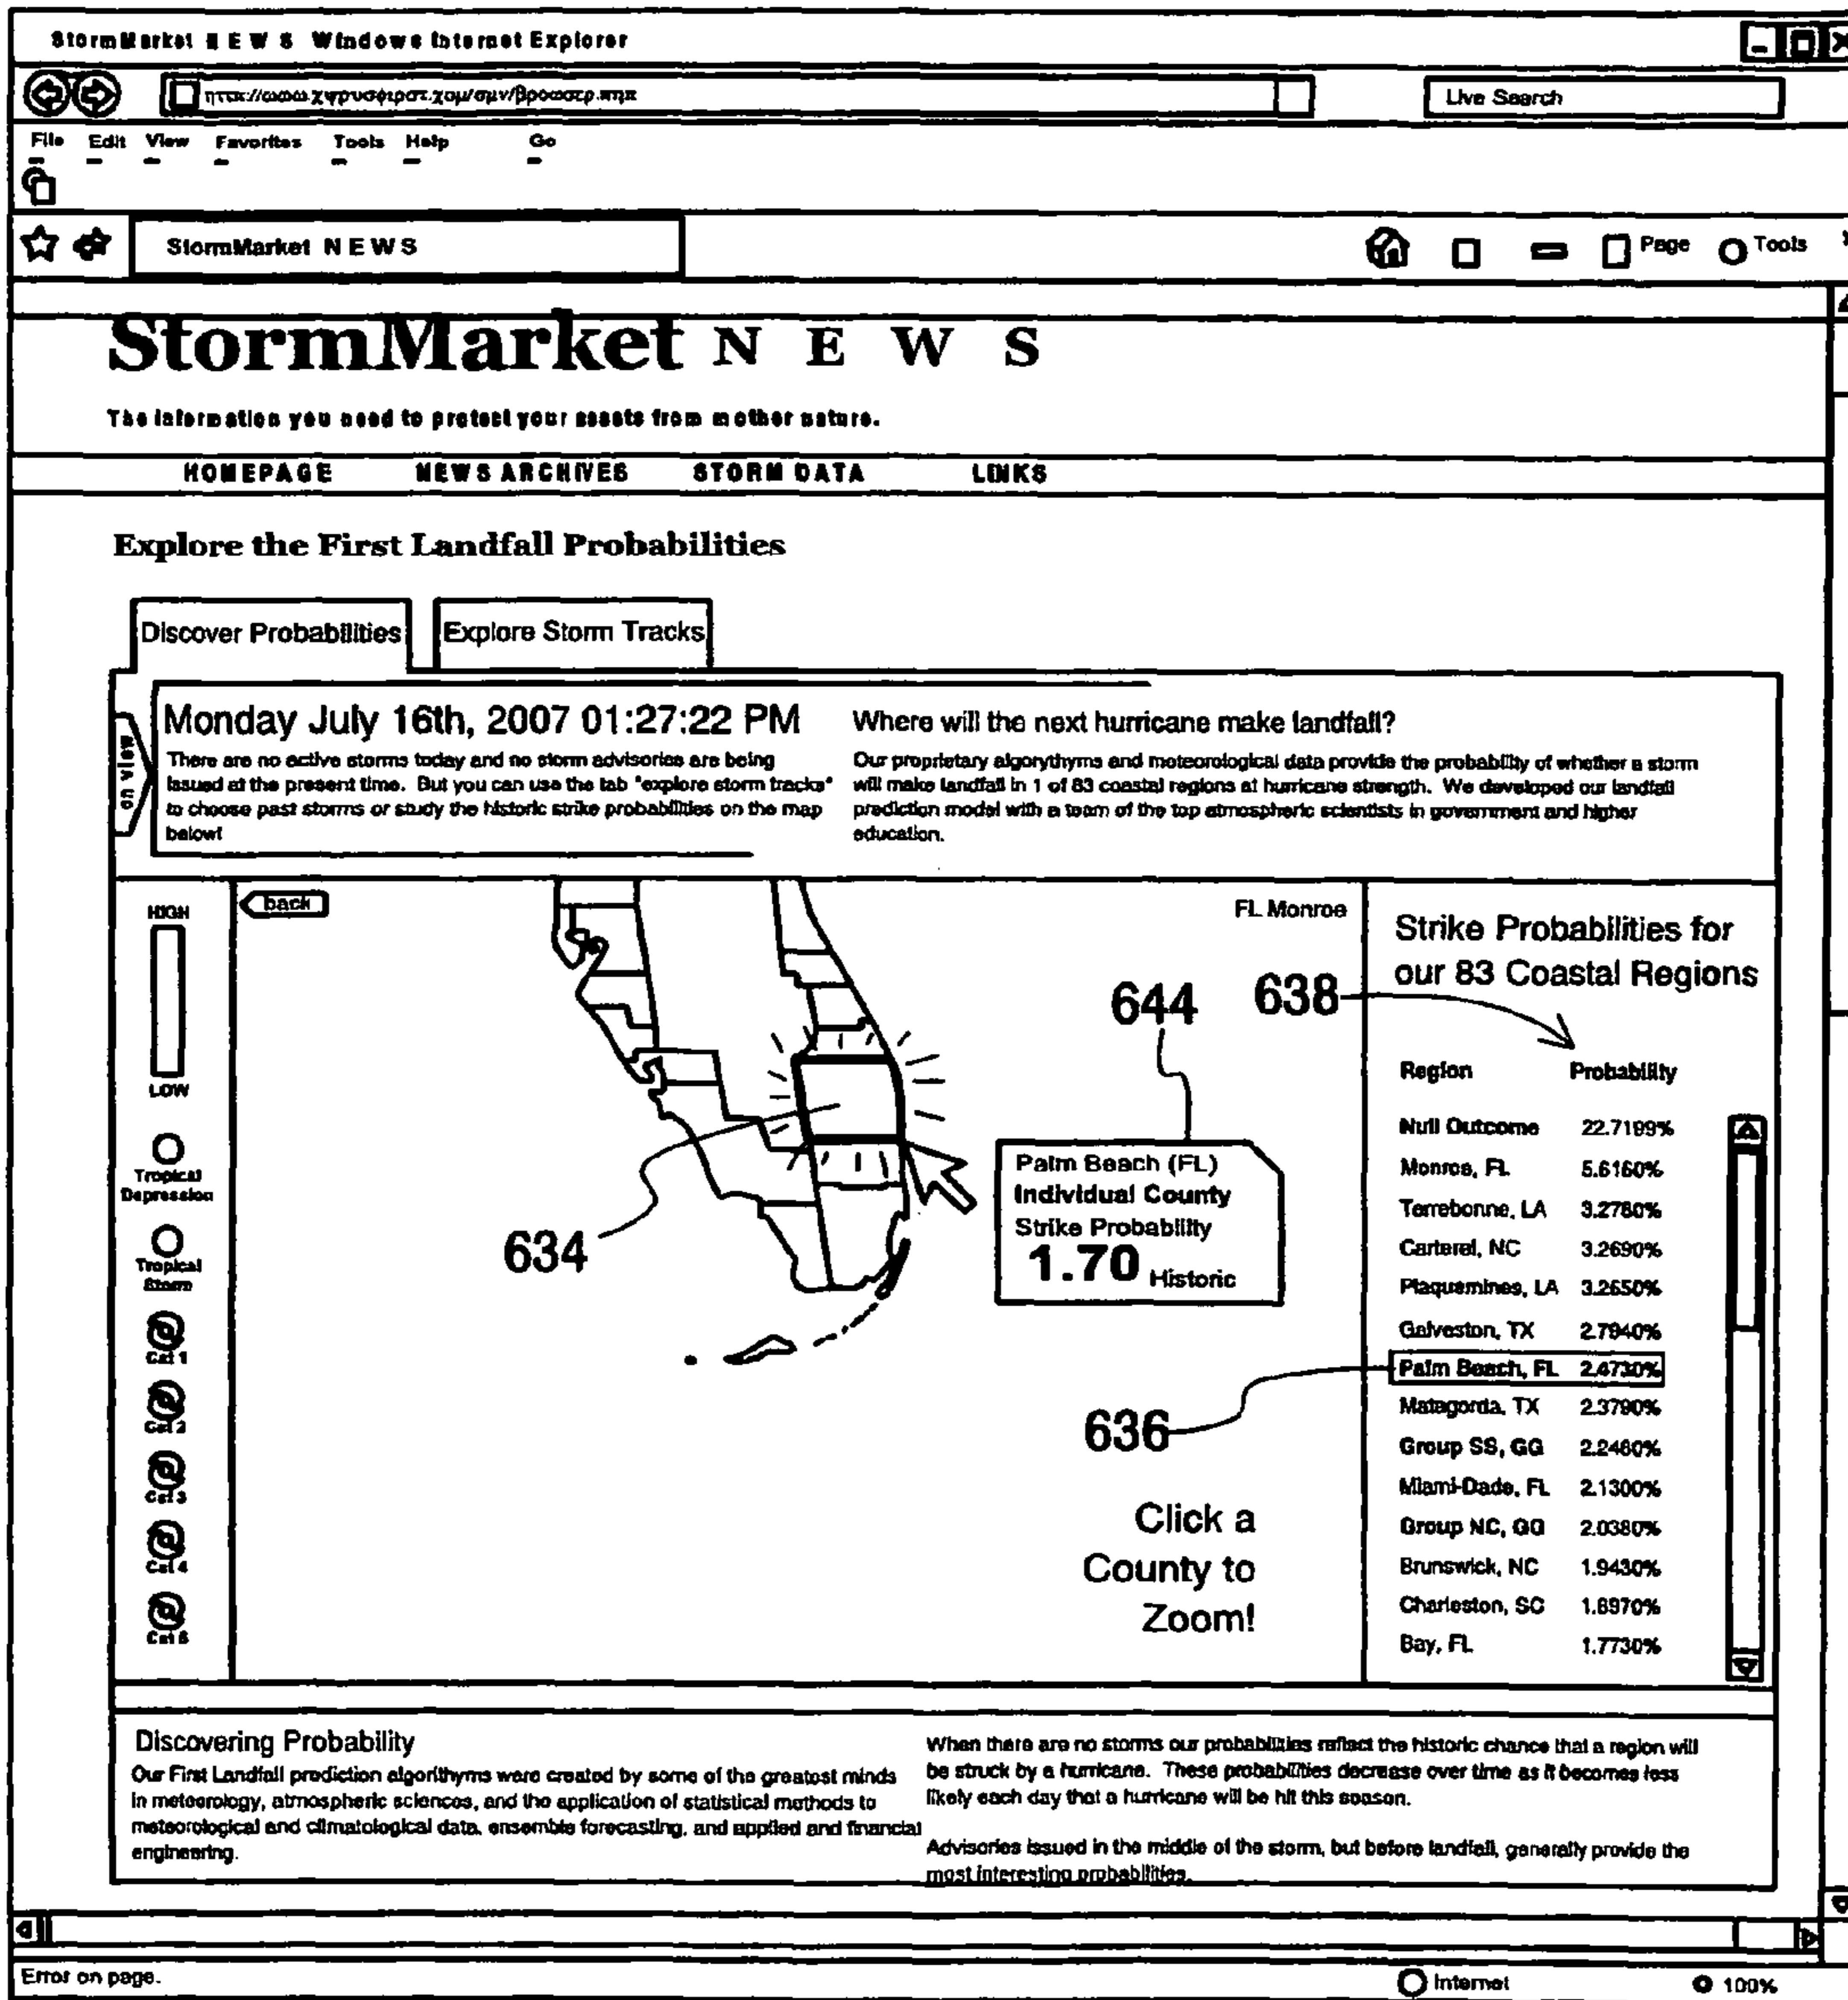 StormMarket N E W S Windows Internet Explorer
ηττπ://ωωω.
Live Search
File Edit View Favorites Tools Help Go
StormMarket N E W S
Page Tools
StormMarket N E W S
The information you need to protect your assets from mother nature.
HOMEPAGE NEWS ARCHIVES STORM DATA LINKS
Explore the First Landfall Probabilities
Discover Probabilities Explore Storm Tracks
on view
Monday July 16th, 2007 01:27:22 PM
There are no active storms today and no storm advisories are being
issued at the present time. But you can use the tab "explore storm tracks"
to choose past storms or study the historic strike probabilities on the map
below!
Where will the next hurricane make landfall?
Our proprietary algorythyms and meteorological data provide the probability of whether a storm
will make landfall in 1 of 83 coastal regions at hurricane strength. We developed our landfall
prediction model with a team of the top atmospheric scientists in government and higher
education.
HIGH
LOW
Tropical
Depression
Tropical
Storm
Cat 1
Cat 2
Cat 3
Cat 4
Cat 5
back
FL Monroe
644
638
634
636
Palm Beach (FL)
Individual County
Strike Probability
1.70 Historic
Click a
County to
Zoom!
Strike Probabilities for
our 83 Coastal Regions
Region Probability
Null Outcome 22.7199%
Monroe, FL 5.6160%
Terrebonne, LA 3.2780%
Carteret, NC 3.2690%
Plaquemines, LA 3.2650%
Galveston, TX 2.7940%
Palm Beach, FL 2.4730%
Matagorda, TX 2.3790%
Group SS, GG 2.2460%
Miami-Dade, FL 2.1300%
Group NC, GG 2.0380%
Brunswick, NC 1.9430%
Charleston, SC 1.8970%
Bay, FL 1.7730%
Discovering Probability
Our First Landfall prediction algorithyms were created by some of the greatest minds
in meteorology, atmospheric sciences, and the application of statistical methods to
meteorological and climatological data, ensemble forecasting, and applied and financial
engineering.
When there are no storms our probabilities reflect the historic chance that a region will
be struck by a hurricane. These probabilities decrease over time as it becomes less
likely each day that a hurricane will be hit this season.
Advisories issued in the middle of the storm, but before landfall, generally provide the
most interesting probabilities.
Error on page.
Internet
100%